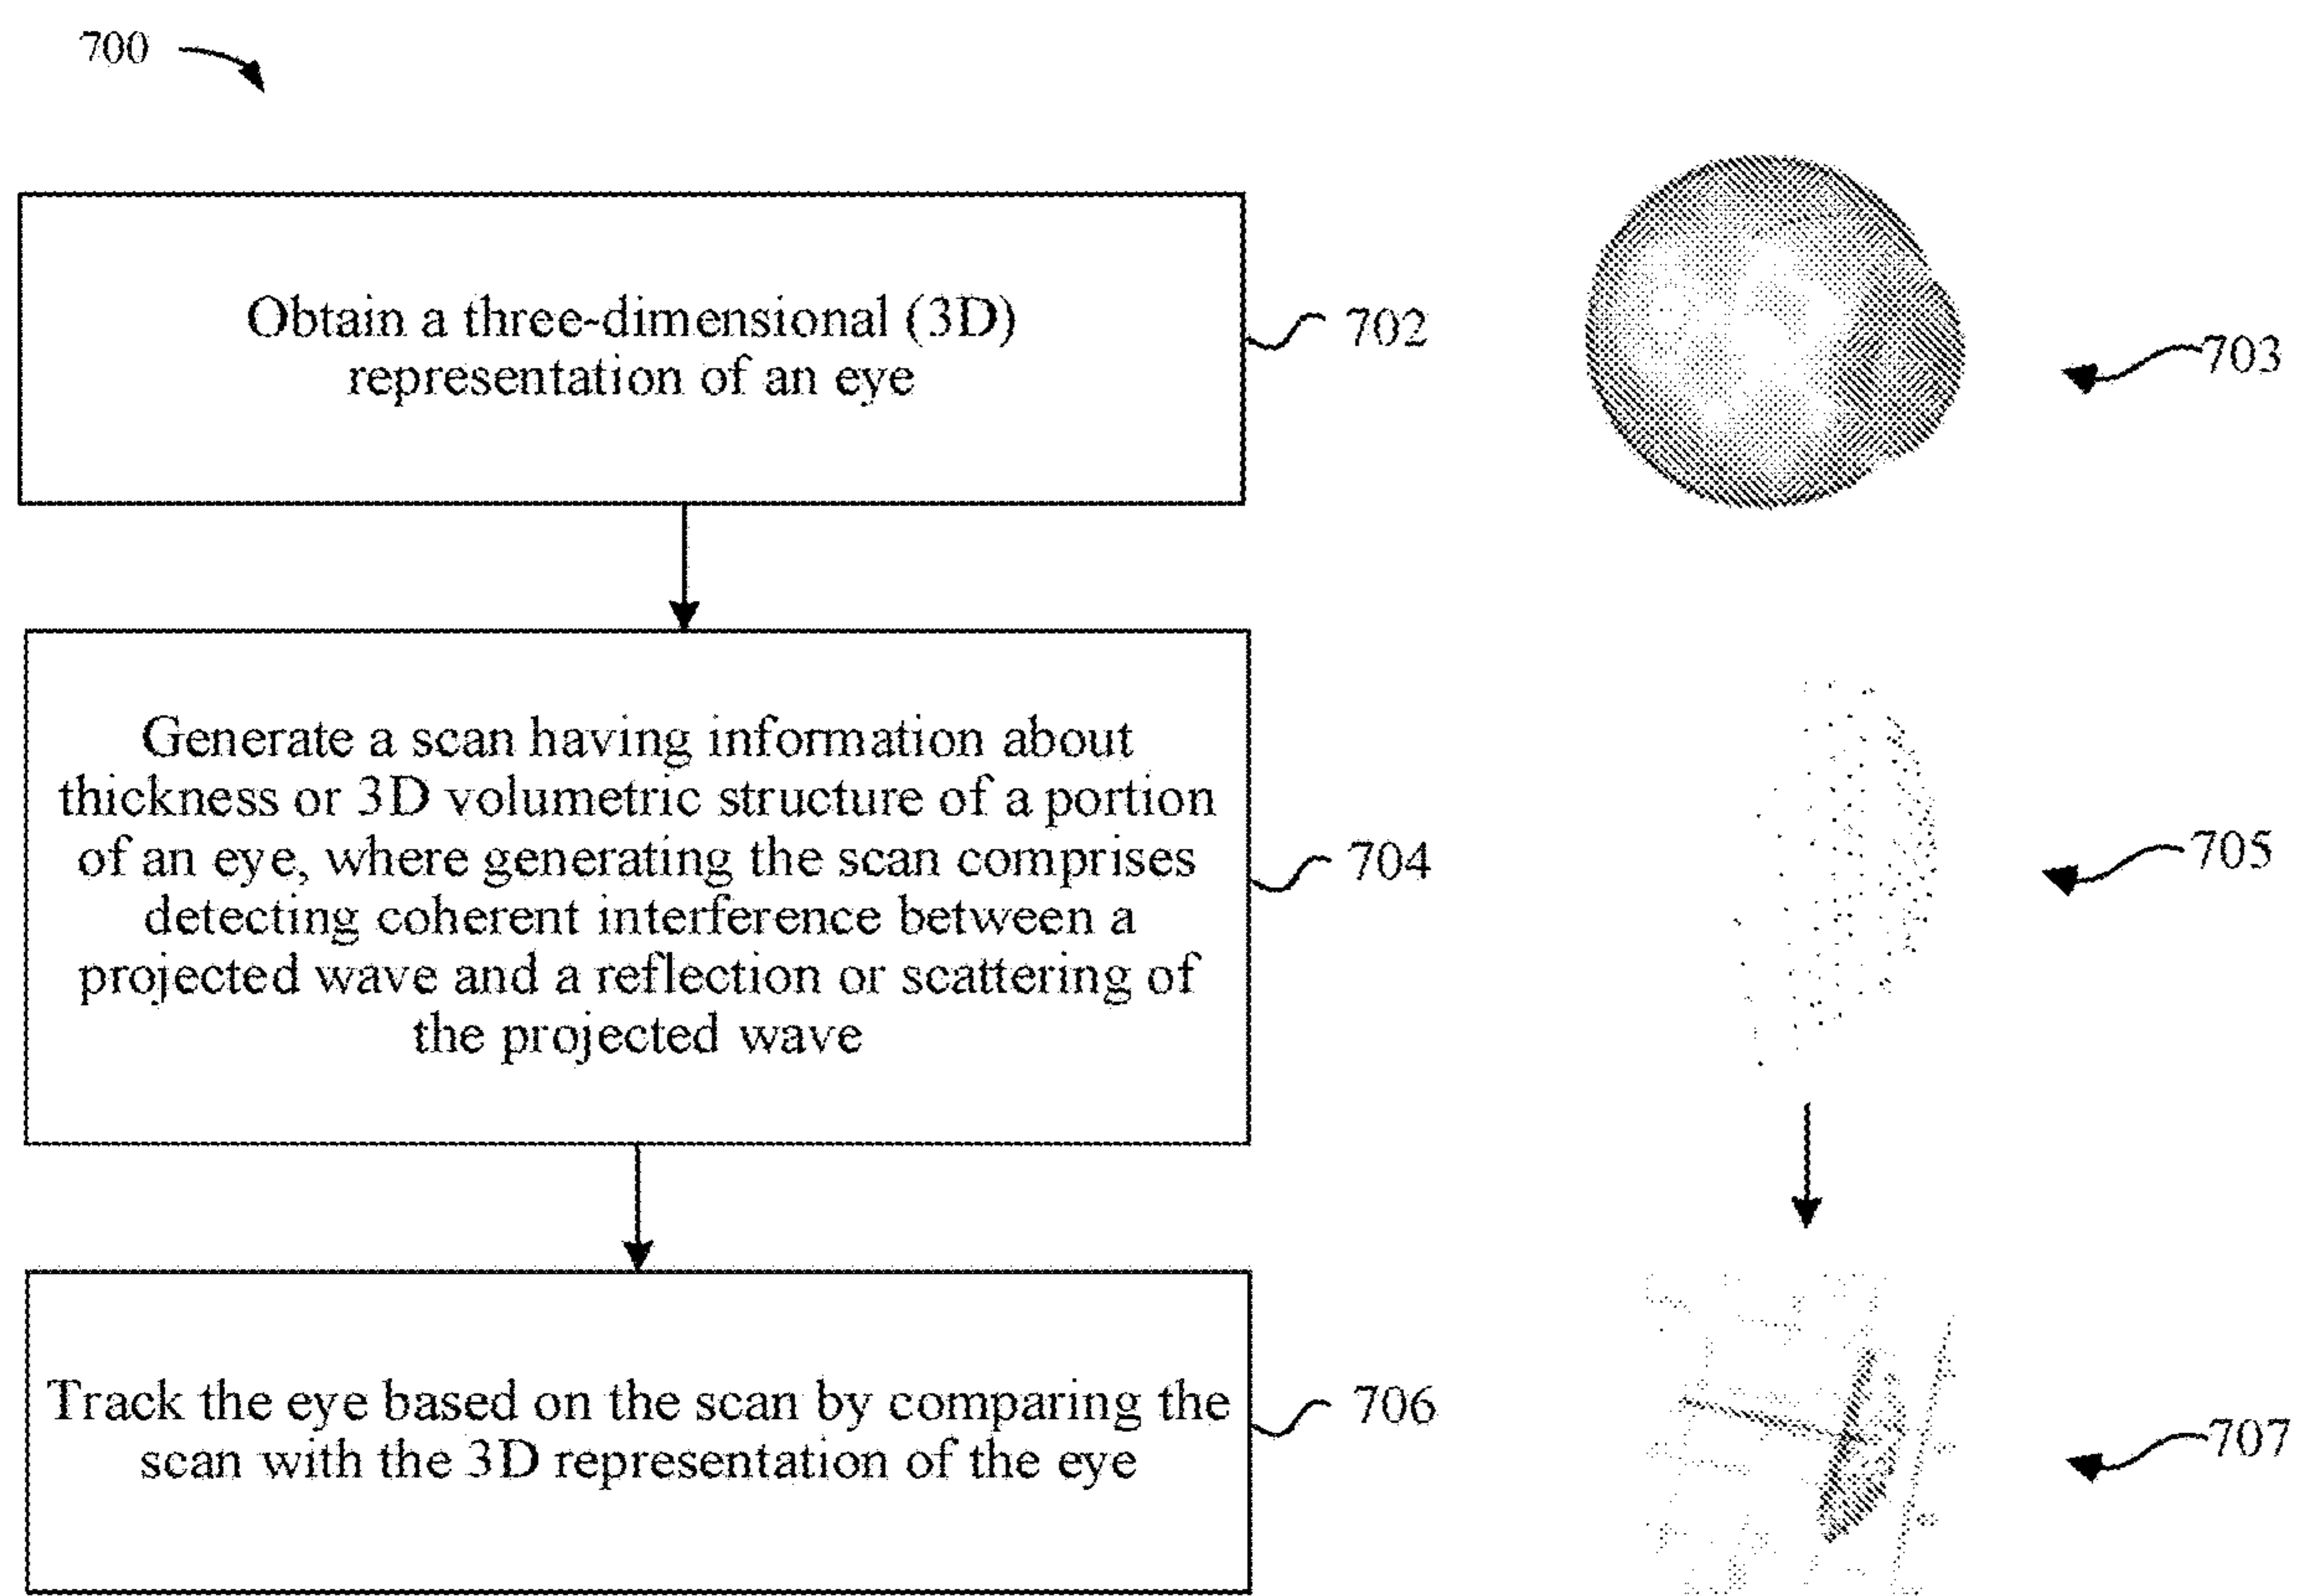 700
Obtain a three-dimensional (3D)
representation of an eye
702
703
Generate a scan having information about
thickness or 3D volumetric structure of a portion
of an eye, where generating the scan comprises
detecting coherent interference between a
projected wave and a reflection or scattering of
the projected wave
704
705
Track the eye based on the scan by comparing the
scan with the 3D representation of the eye
706
707